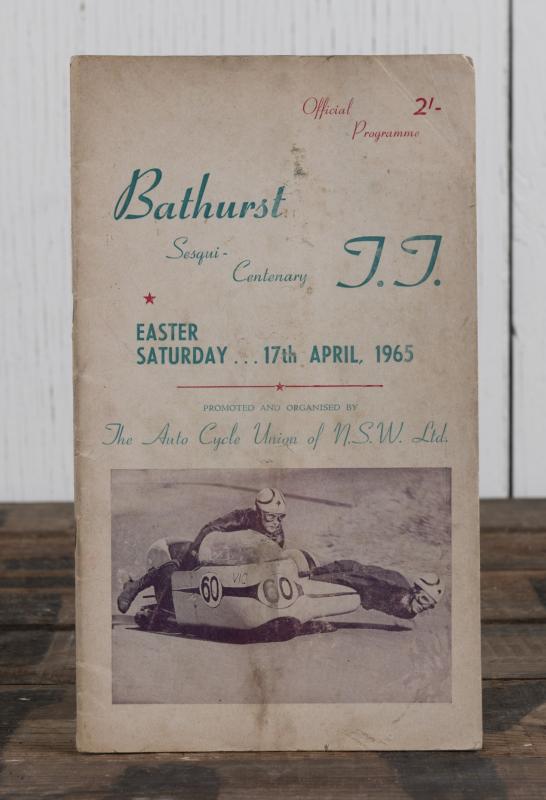 Official 2/-
Programme
Bathurst
Sesqui-
Centenary T.T.
EASTER
SATURDAY ... 17th APRIL, 1965
PROMOTED AND ORGANISED BY
The Auto Cycle Union of N.S.W. Ltd.
60 VIC 60